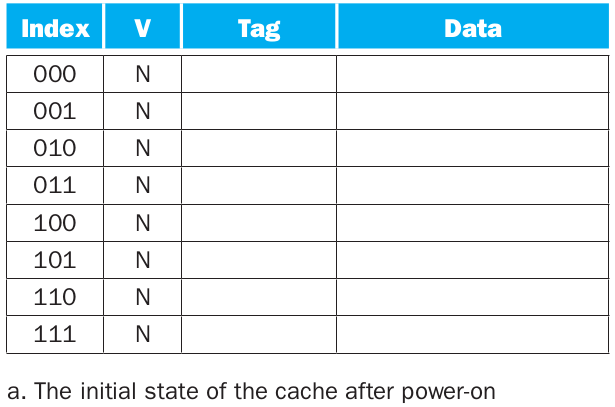 Index V Tag Data
000 N
001 N
010 N
011 N
100 N
101 N
110 N
111 N
a. The initial state of the cache after power-on